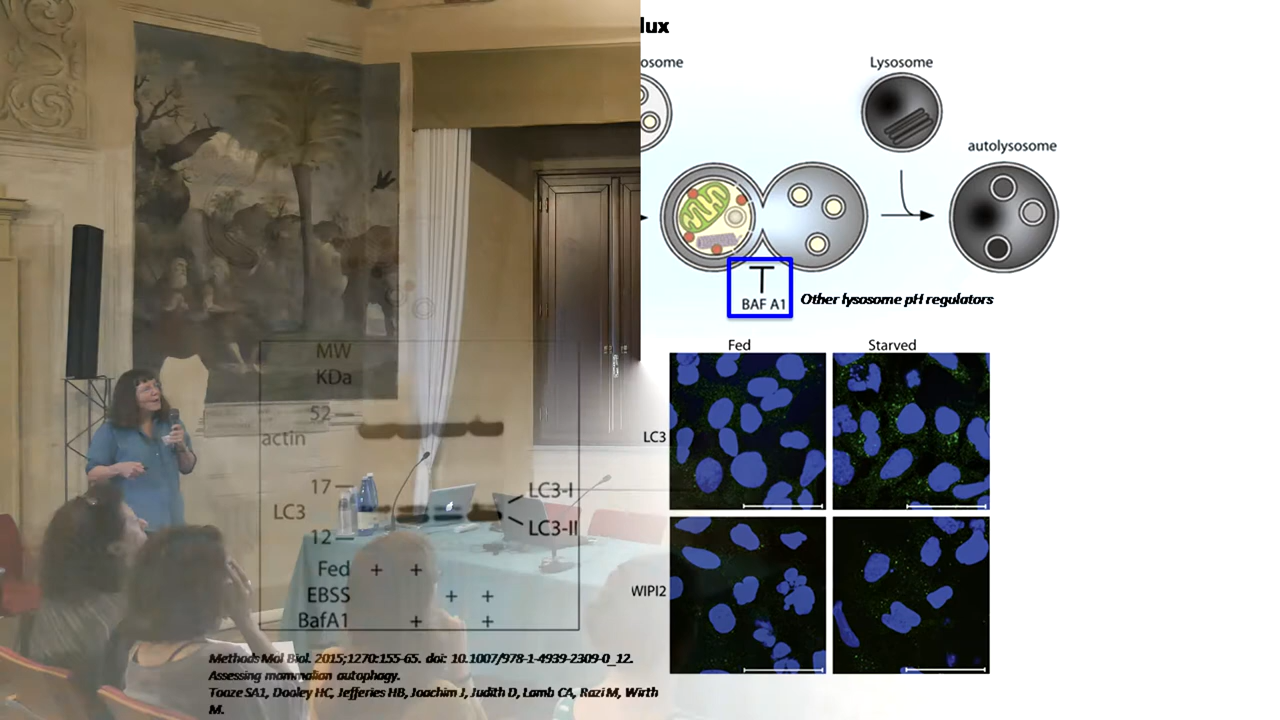 lux
osome
Lysosome
autolysosome
BAF A1
Other lysosome pH regulators
Fed Starved
LC3
WIPI2
MW
KDa
52
actin
17
LC3-I
LC3
LC3-II
12
Fed + +
EBSS + +
BafA1 + +
Methods Mol Biol. 2015;1270:155-65. doi: 10.1007/978-1-4939-2309-0_12.
Assessing mammalian autophagy.
Tooze SA1, Dooley HC, Jefferies HB, Joachim J, Judith D, Lamb CA, Razi M, Wirth
M.